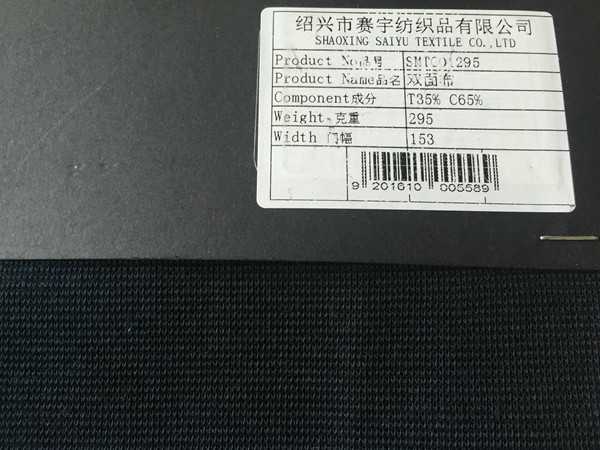 绍兴市赛宇纺织品有限公司
SHAOXING SAIYU TEXTILE CO.,LTD
Product No品号
Product Name品名 双面布
Component成分 T35% C65%
Weight 克重 295
Width 门幅 153
9 201610 005589